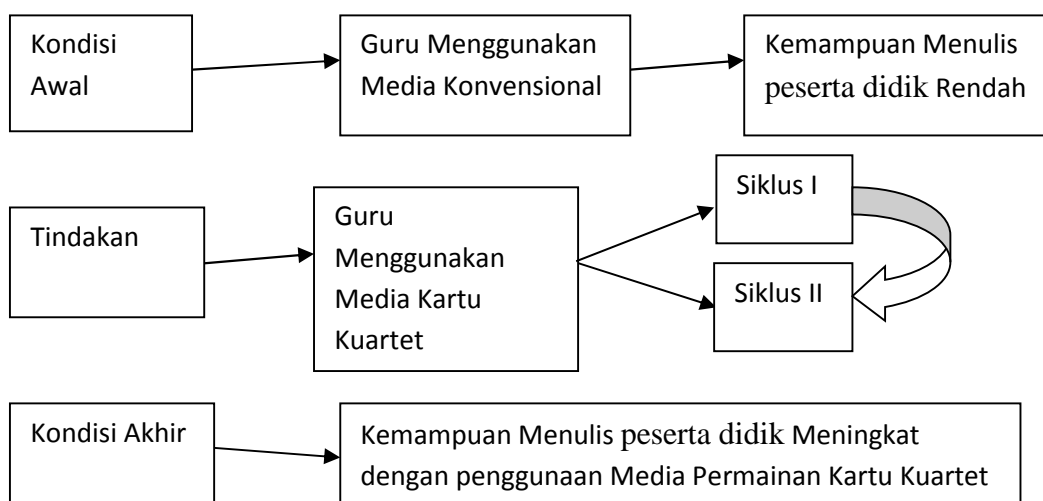 Kondisi
Awal
Guru Menggunakan
Media Konvensional
Kemampuan Menulis
peserta didik Rendah
Tindakan
Guru
Menggunakan
Media Kartu
Kuartet
Siklus I
Siklus II
Kondisi Akhir
Kemampuan Menulis peserta didik Meningkat
dengan penggunaan Media Permainan Kartu Kuartet